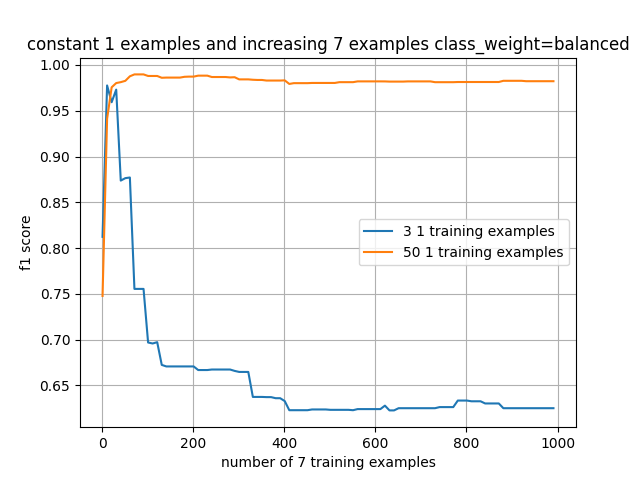 constant 1 examples and increasing 7 examples class_weight=balanced
1.00
0.95
0.90
0.85
0.80
0.75
0.70
0.65
f1 score
3 1 training examples
50 1 training examples
0
200
400
600
800
1000
number of 7 training examples